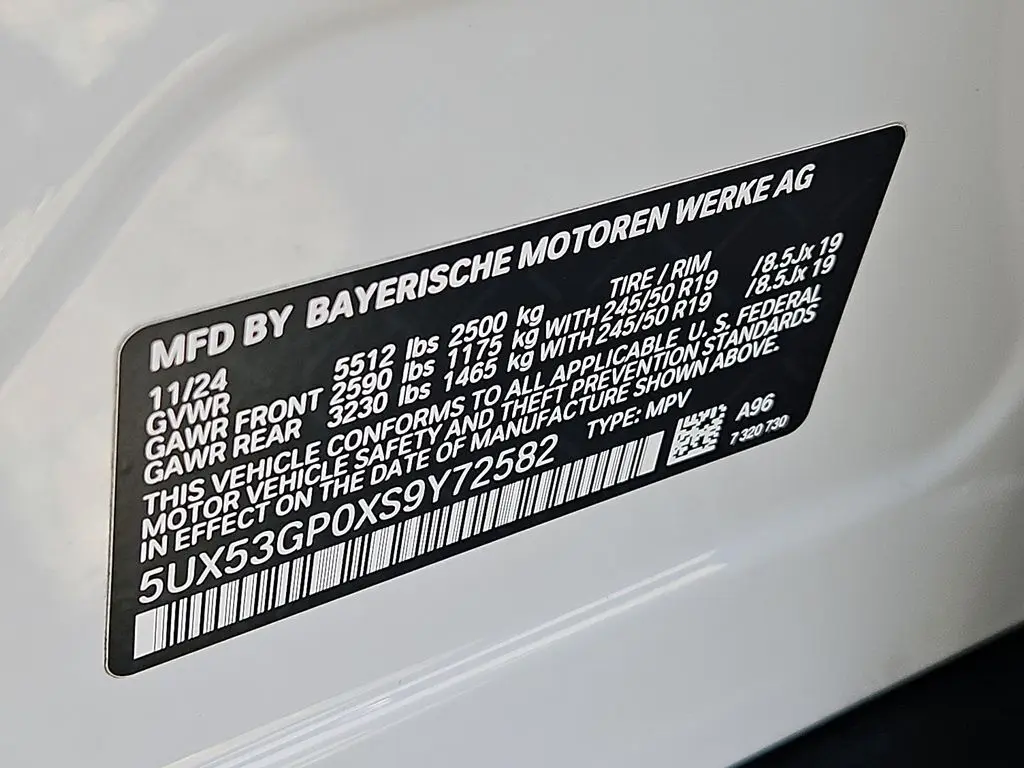 MFD BY BAYERISCHE MOTOREN WERKE AG
11/24 TIRE / RIM
GVWR 5512 lbs 2500 kg
GAWR FRONT 2590 lbs 1175 kg WITH 245/50 R19 /8.5Jx 19
GAWR REAR 3230 lbs 1465 kg WITH 245/50 R19 /8.5Jx 19
THIS VEHICLE CONFORMS TO ALL APPLICABLE U. S. FEDERAL
MOTOR VEHICLE SAFETY AND THEFT PREVENTION STANDARDS
IN EFFECT ON THE DATE OF MANUFACTURE SHOWN ABOVE.
5UX53GP0XS9Y72582 TYPE: MPV A96
7 320 730